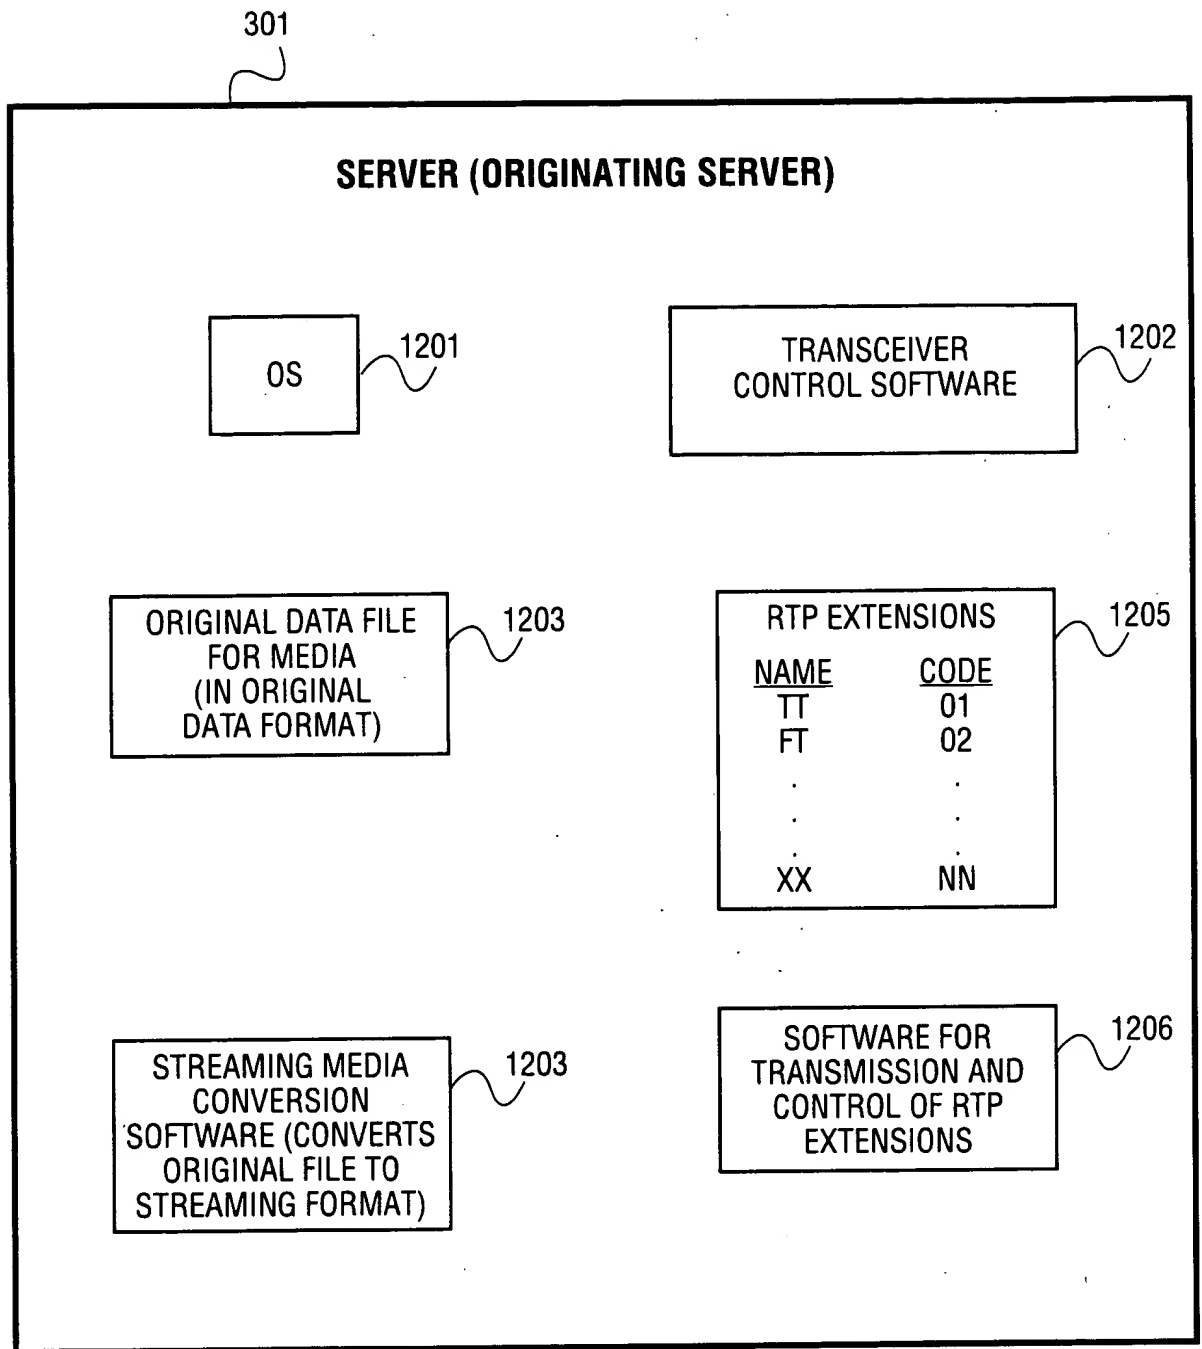 301
SERVER (ORIGINATING SERVER)
OS
1201
TRANSCEIVER
CONTROL SOFTWARE
1202
ORIGINAL DATA FILE
FOR MEDIA
(IN ORIGINAL
DATA FORMAT)
1203
RTP EXTENSIONS
NAME CODE
TT 01
FT 02
. .
. .
. .
XX NN
1205
STREAMING MEDIA
CONVERSION
SOFTWARE (CONVERTS
ORIGINAL FILE TO
STREAMING FORMAT)
1203
SOFTWARE FOR
TRANSMISSION AND
CONTROL OF RTP
EXTENSIONS
1206